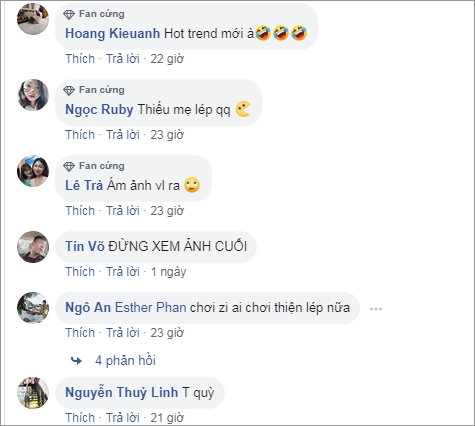 Fan cứng
Hoang Kieuanh Hot trend mới à🤣🤣🤣
Thích · Trả lời · 22 giờ
Fan cứng
Ngọc Ruby Thiếu mẹ lép qq
Thích · Trả lời · 23 giờ
Fan cứng
Lê Trà Ám ảnh vl ra 🙄
Thích · Trả lời · 23 giờ
Tín Võ ĐỪNG XEM ẢNH CUỐI
Thích · Trả lời · 1 ngày
Ngô An Esther Phan chơi zi ai chơi thiện lép nữa
Thích · Trả lời · 23 giờ
4 phản hồi
Nguyễn Thuỳ Linh T quỳ
Thích · Trả lời · 21 giờ